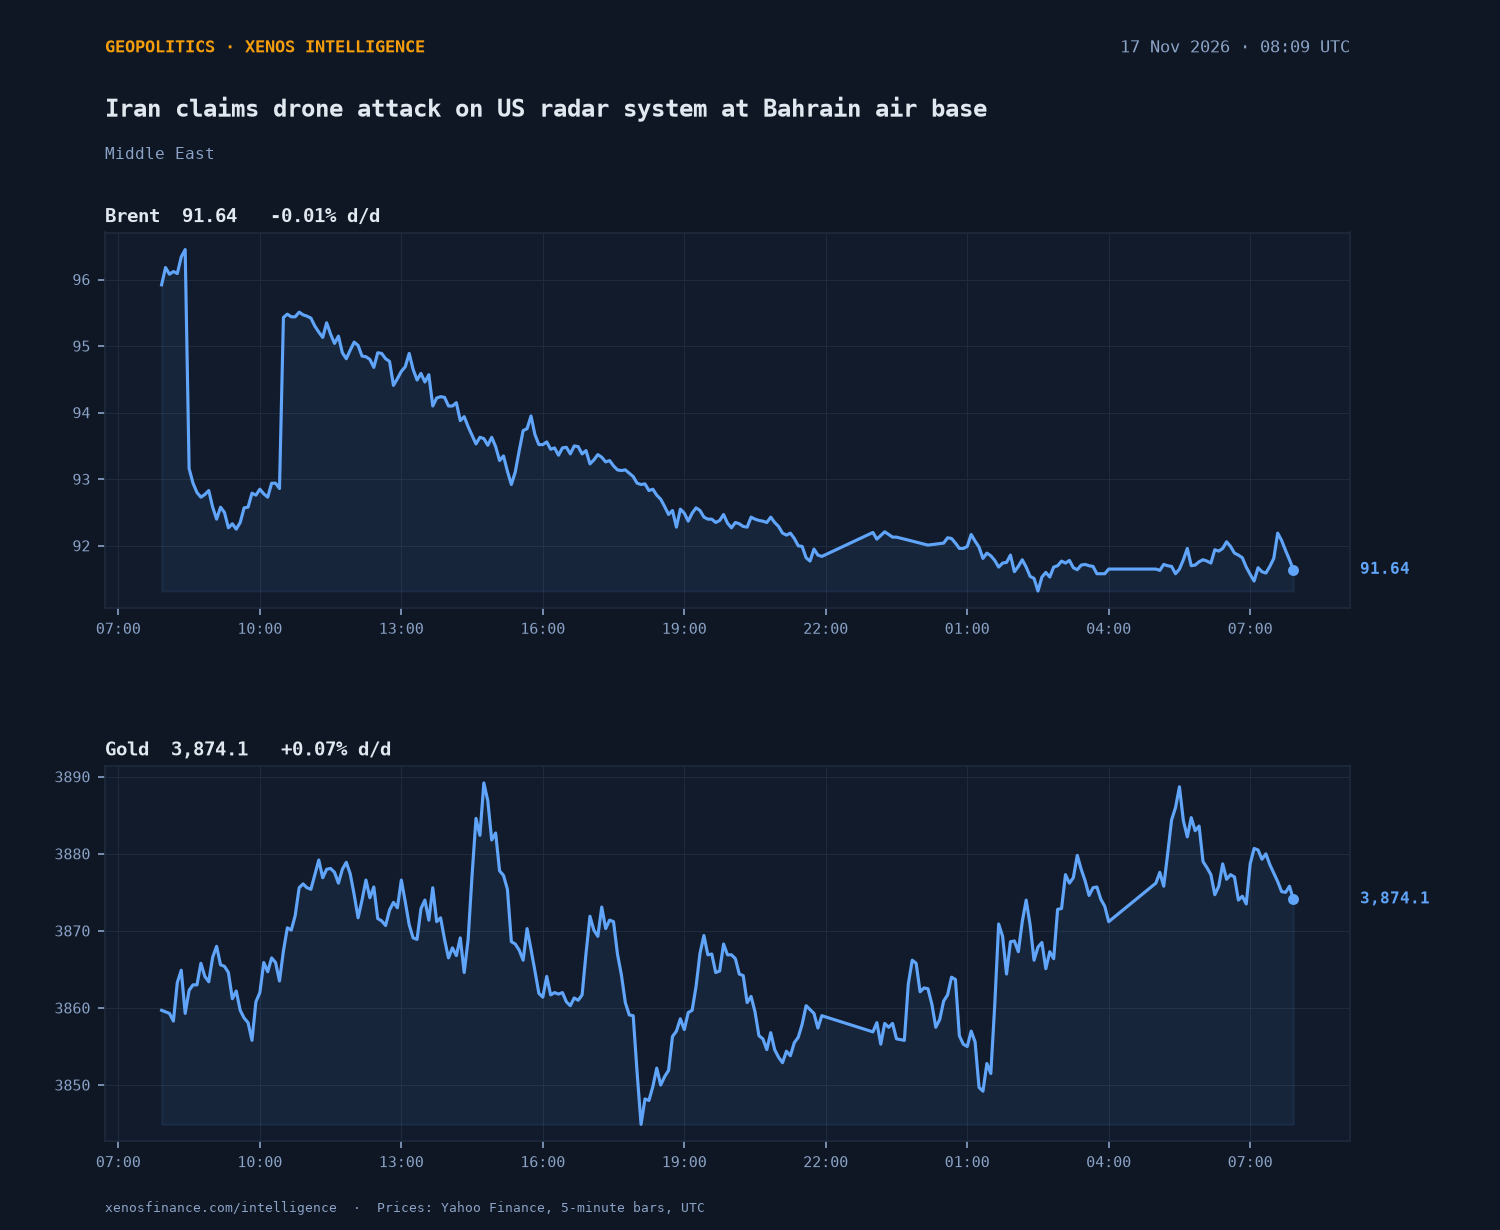 GEOPOLITICS · XENOS INTELLIGENCE
17 Nov 2026 · 08:09 UTC
Iran claims drone attack on US radar system at Bahrain air base
Middle East
Brent  91.64   -0.01% d/d
96
95
94
93
92
91.64
07:00 10:00 13:00 16:00 19:00 22:00 01:00 04:00 07:00
Gold  3,874.1   +0.07% d/d
3890
3880
3870
3860
3850
3,874.1
07:00 10:00 13:00 16:00 19:00 22:00 01:00 04:00 07:00
xenosfinance.com/intelligence  ·  Prices: Yahoo Finance, 5-minute bars, UTC